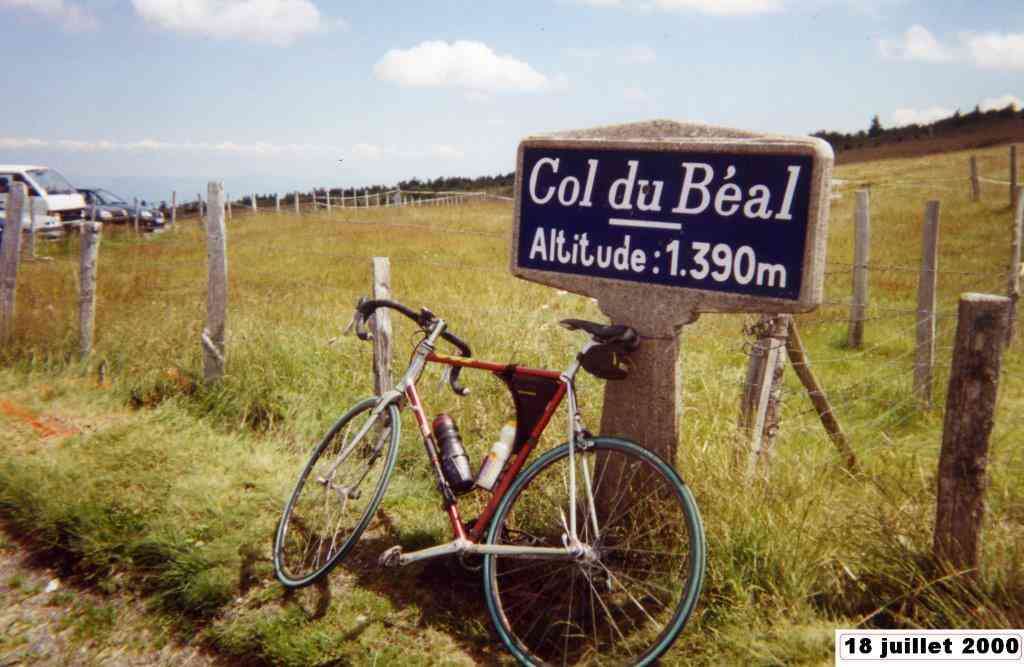 Col du Béal
Altitude : 1.390m
18 juillet 2000